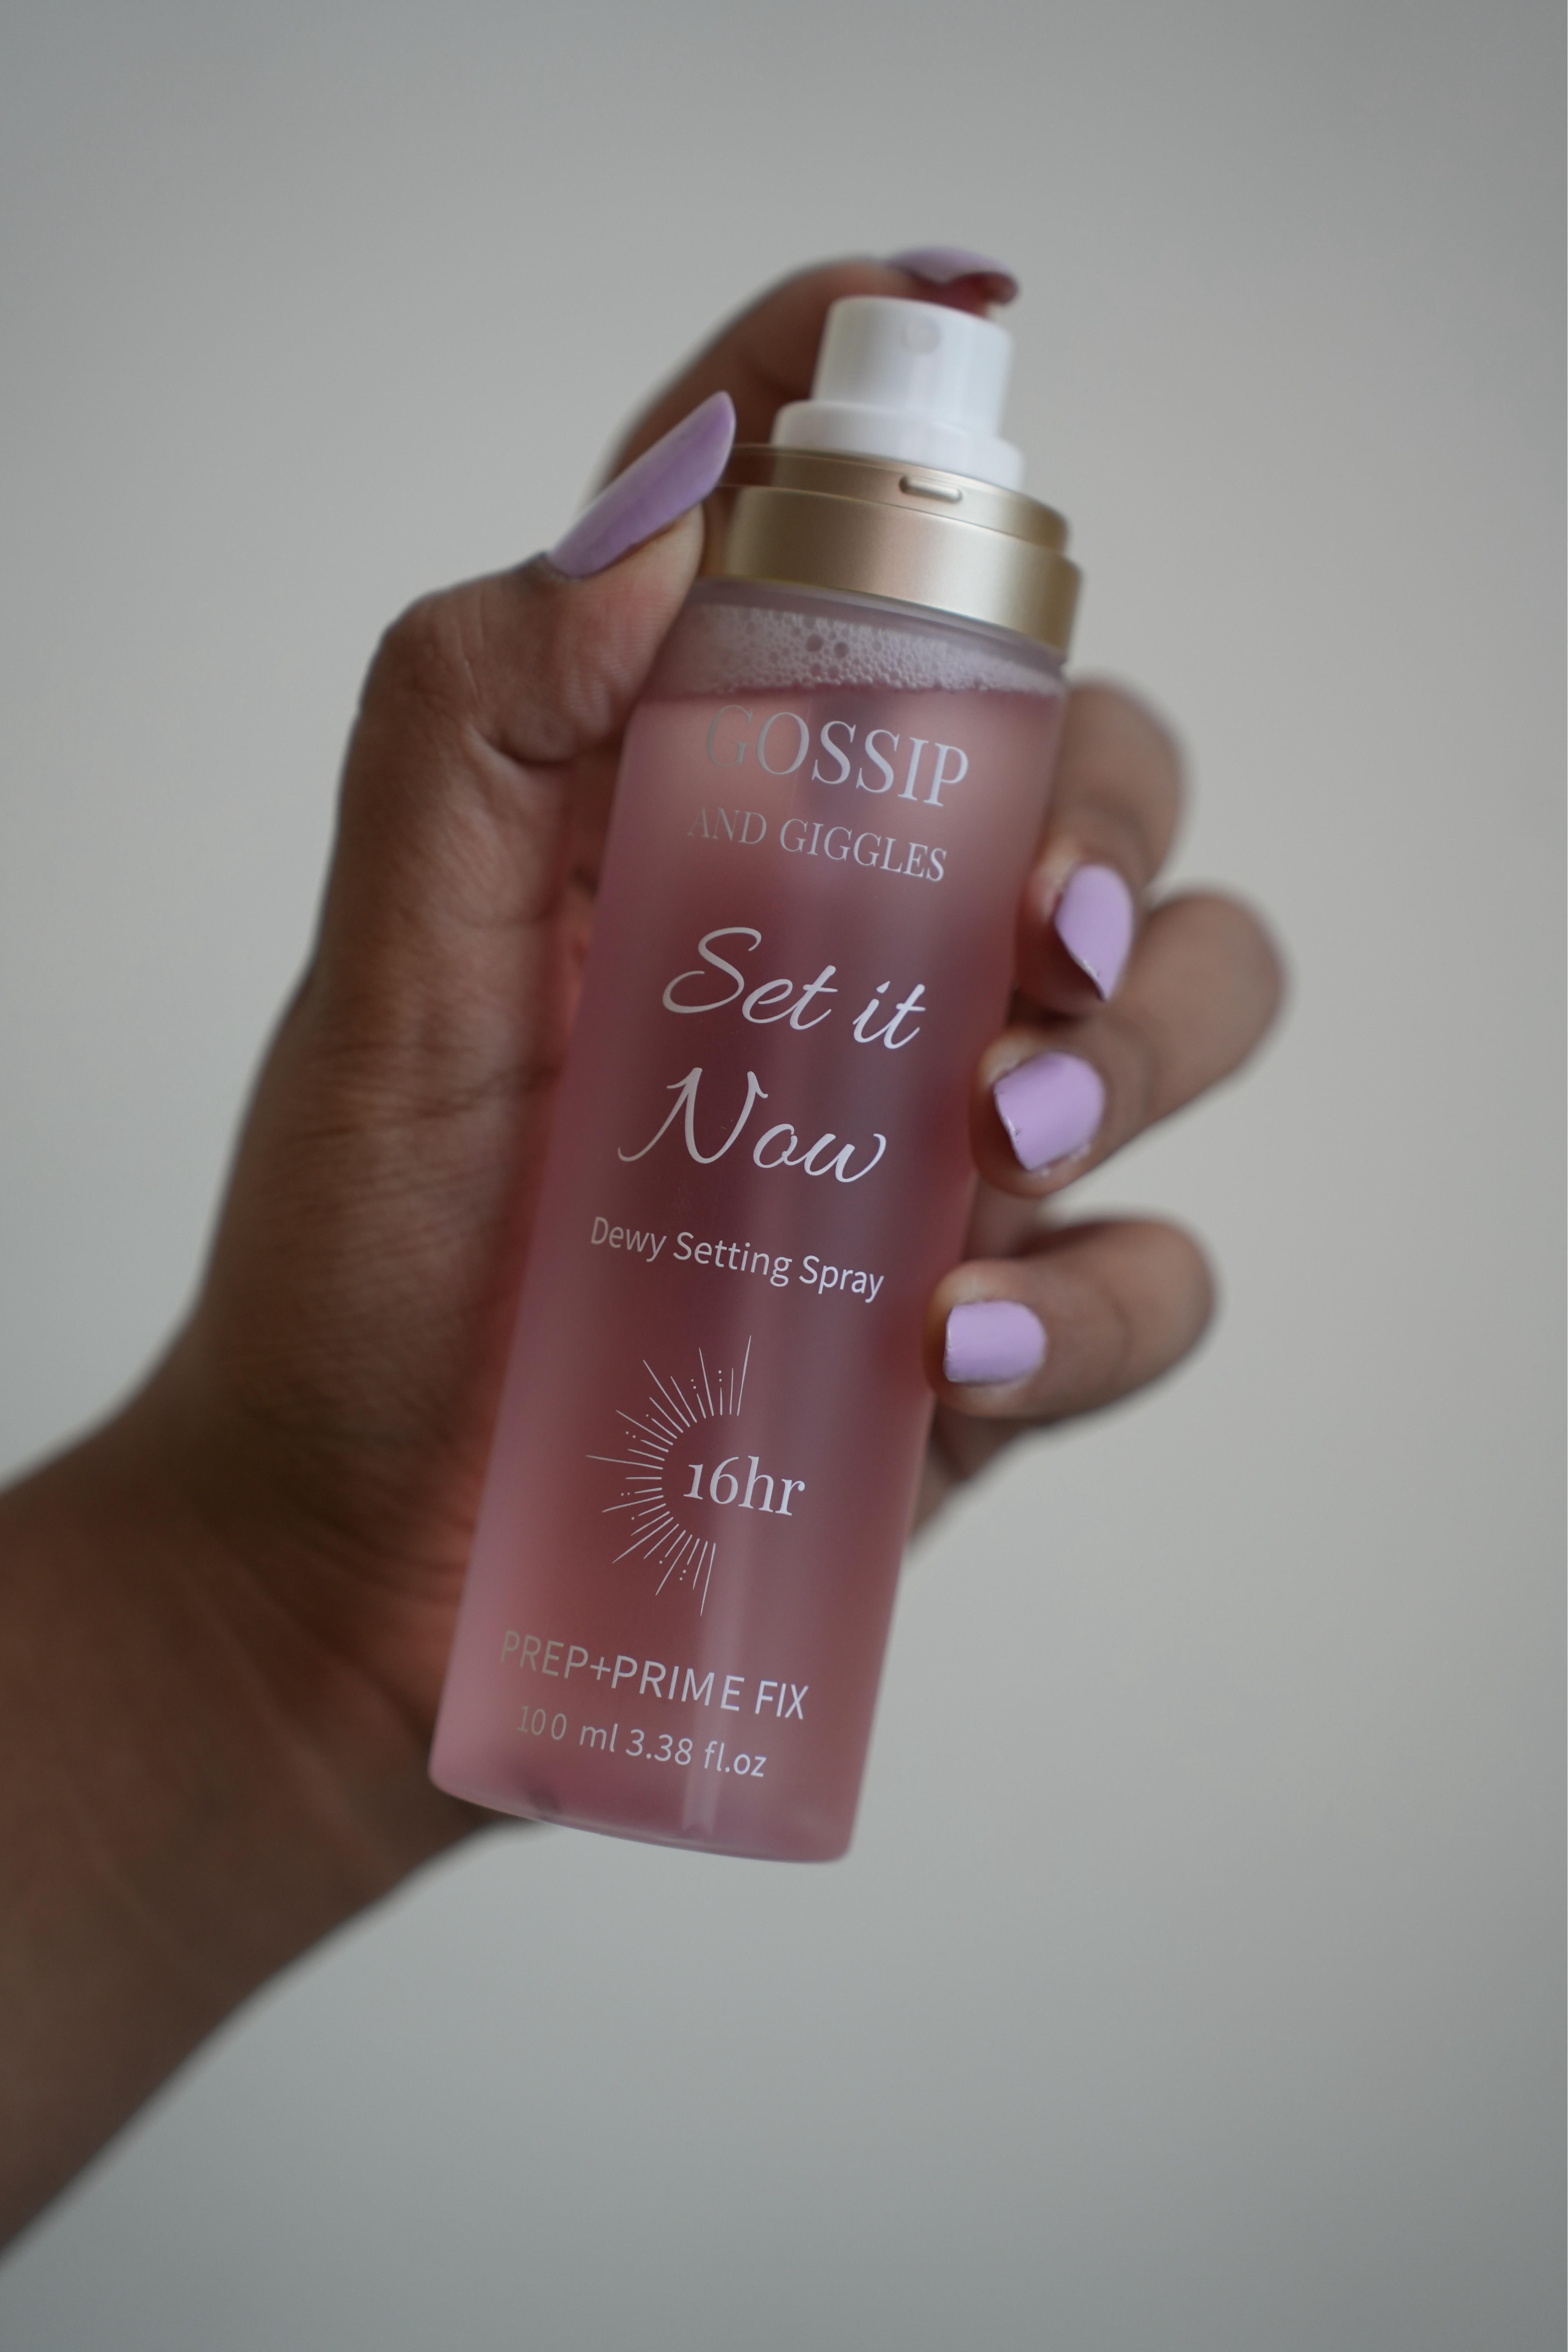 GOSSIP
AND GIGGLES
Set it
Now
Dewy Setting Spray
16hr
PREP+PRIME FIX
100 ml 3.38 fl.oz